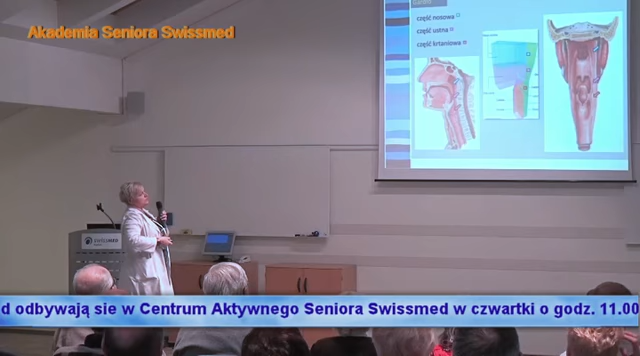 Akademia Seniora Swissmed
część nosowa
część ustna
część krtaniowa
swissmed
d odbywają sie w Centrum Aktywnego Seniora Swissmed w czwartki o godz. 11.00